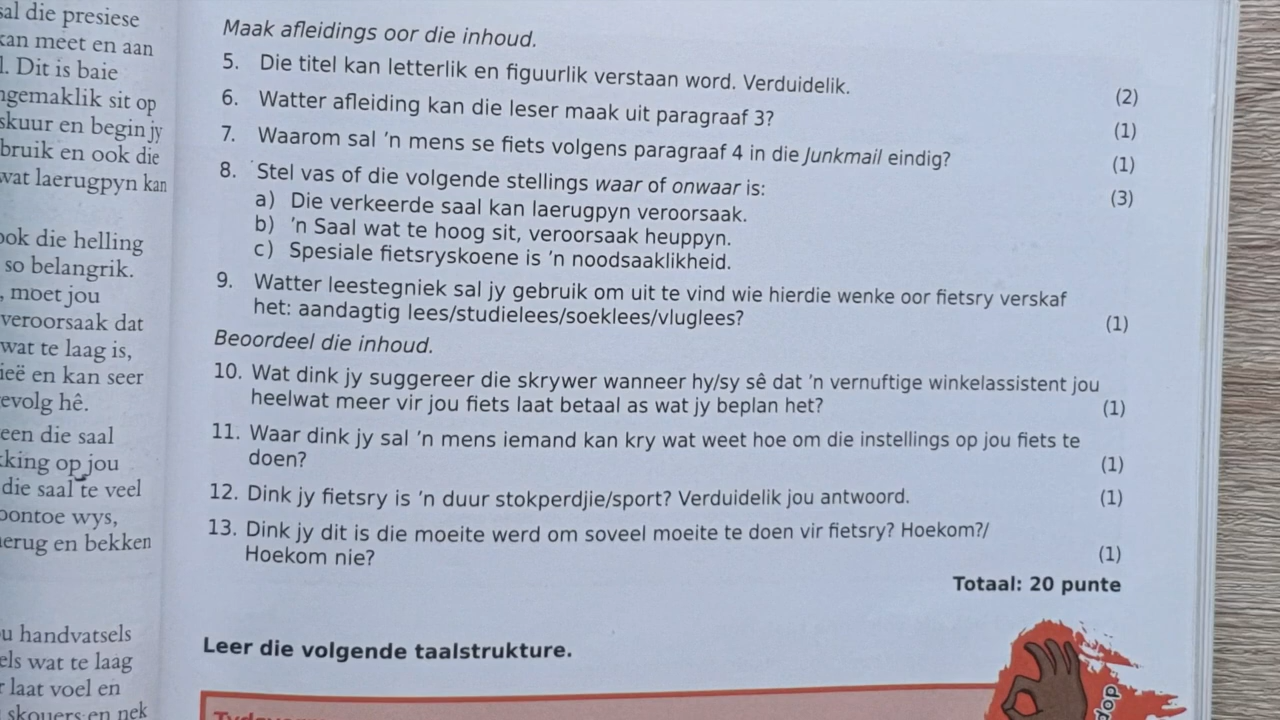 sal die presiese
kan meet en aan
l. Dit is baie
ngemaklik sit op
skuur en begin jy
bruik en ook die
wat laerugpyn kan
ook die helling
so belangrik.
, moet jou
veroorsaak dat
wat te laag is,
ieë en kan seer
evolg hê.
een die saal
kking op jou
die saal te veel
oontoe wys,
erug en bekken
u handvatsels
els wat te laag
r laat voel en
skouers en nek
Maak afleidings oor die inhoud.
5. Die titel kan letterlik en figuurlik verstaan word. Verduidelik. (2)
6. Watter afleiding kan die leser maak uit paragraaf 3? (1)
7. Waarom sal 'n mens se fiets volgens paragraaf 4 in die Junkmail eindig? (1)
8. Stel vas of die volgende stellings waar of onwaar is: (3)
a) Die verkeerde saal kan laerugpyn veroorsaak.
b) 'n Saal wat te hoog sit, veroorsaak heuppyn.
c) Spesiale fietsryskoene is 'n noodsaaklikheid.
9. Watter leestegniek sal jy gebruik om uit te vind wie hierdie wenke oor fietsry verskaf
het: aandagtig lees/studielees/soeklees/vluglees? (1)
Beoordeel die inhoud.
10. Wat dink jy suggereer die skrywer wanneer hy/sy sê dat 'n vernuftige winkelassistent jou
heelwat meer vir jou fiets laat betaal as wat jy beplan het? (1)
11. Waar dink jy sal 'n mens iemand kan kry wat weet hoe om die instellings op jou fiets te
doen? (1)
12. Dink jy fietsry is 'n duur stokperdjie/sport? Verduidelik jou antwoord. (1)
13. Dink jy dit is die moeite werd om soveel moeite te doen vir fietsry? Hoekom?/
Hoekom nie? (1)
Totaal: 20 punte
Leer die volgende taalstrukture.